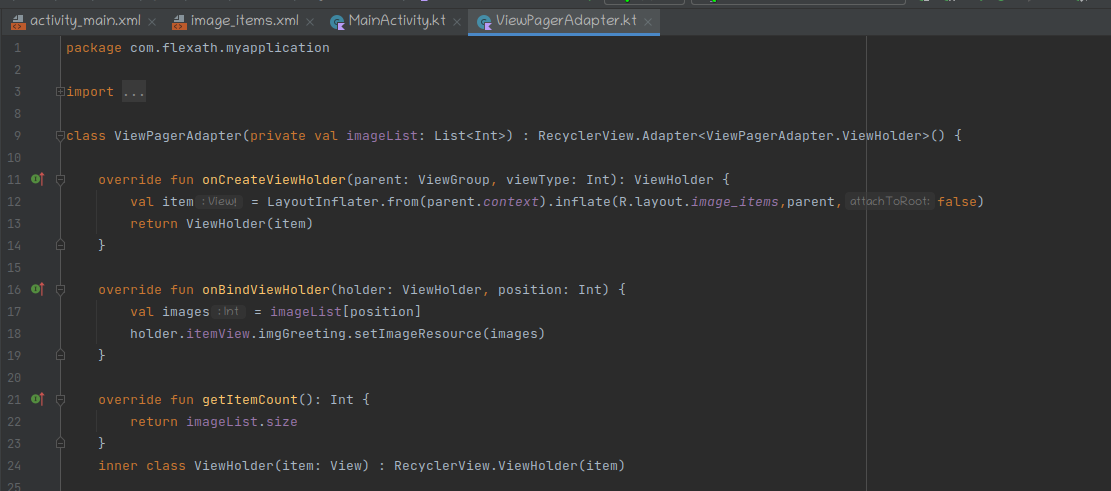 activity_main.xml image_items.xml MainActivity.kt ViewPagerAdapter.kt
1 package com.flexath.myapplication
2
3 import ...
8
9 class ViewPagerAdapter(private val imageList: List<Int>) : RecyclerView.Adapter<ViewPagerAdapter.ViewHolder>() {
10
11 override fun onCreateViewHolder(parent: ViewGroup, viewType: Int): ViewHolder {
12 val item :View! = LayoutInflater.from(parent.context).inflate(R.layout.image_items,parent, attachToRoot: false)
13 return ViewHolder(item)
14 }
15
16 override fun onBindViewHolder(holder: ViewHolder, position: Int) {
17 val images :Int = imageList[position]
18 holder.itemView.imgGreeting.setImageResource(images)
19 }
20
21 override fun getItemCount(): Int {
22 return imageList.size
23 }
24 inner class ViewHolder(item: View) : RecyclerView.ViewHolder(item)
25